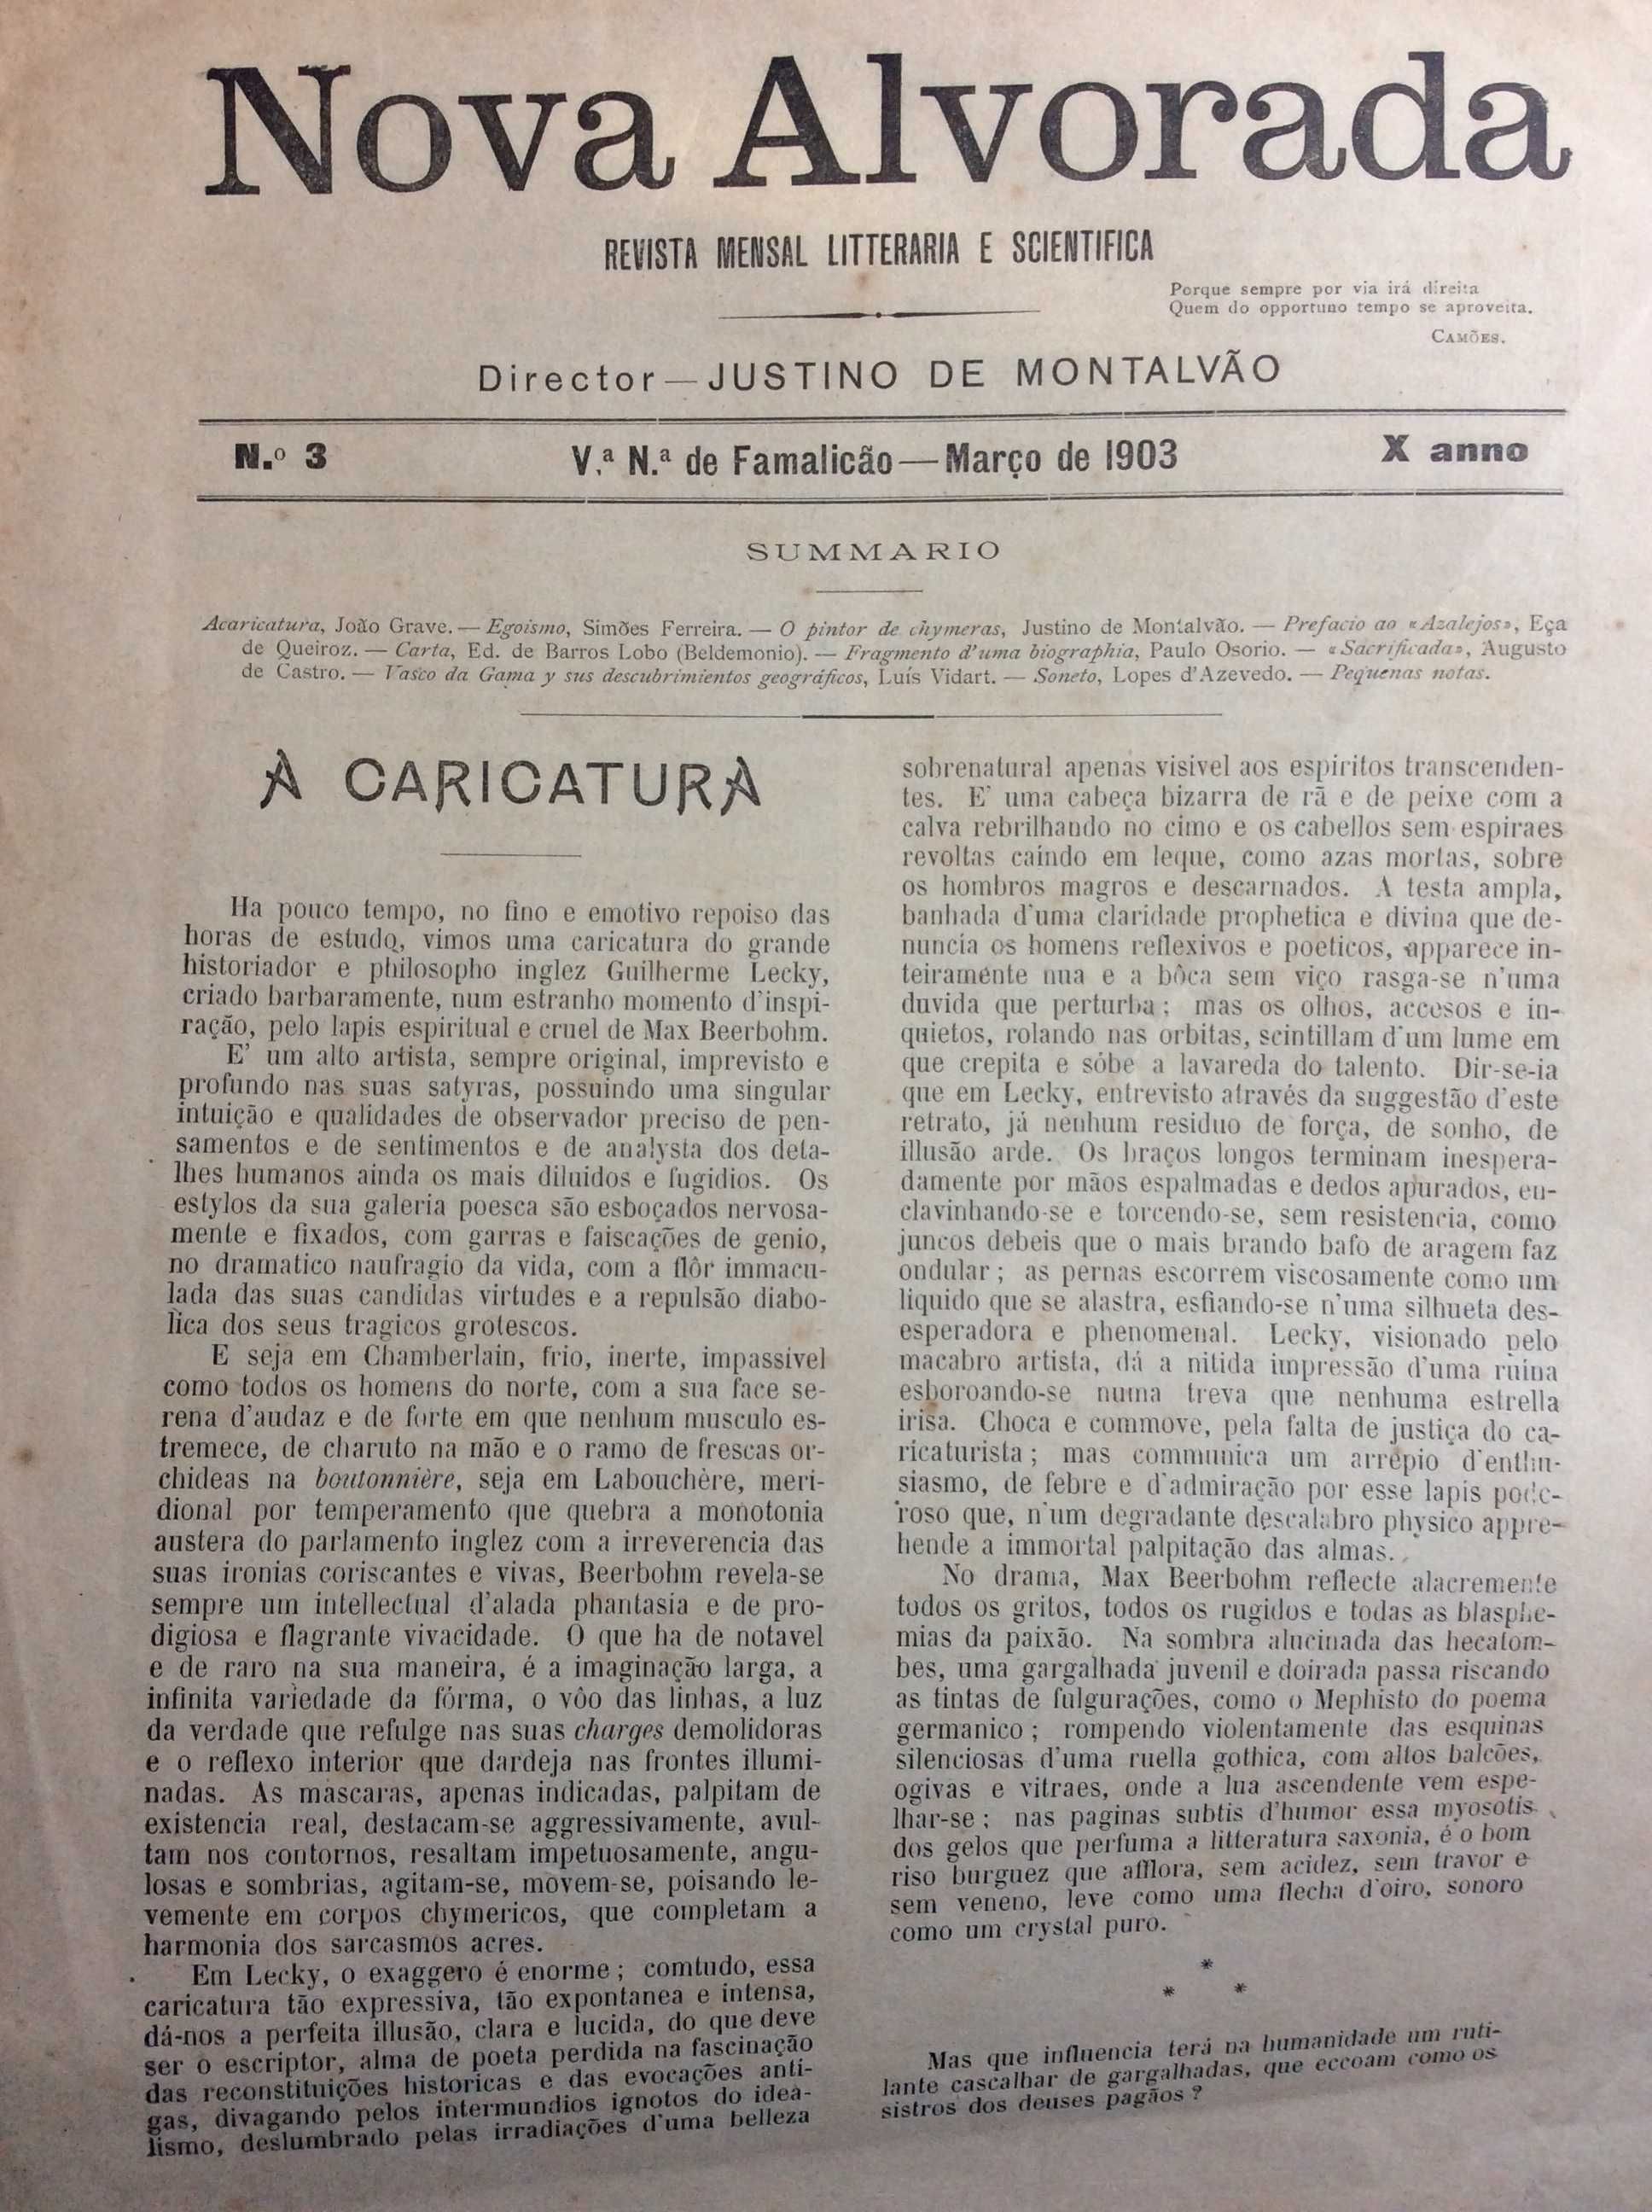 Nova Alvorada
REVISTA MENSAL LITTERARIA E SCIENTIFICA
Porque sempre por via irá direita
Quem do opportuno tempo se aproveita.
CAMÕES.
Director—JUSTINO DE MONTALVÃO
N.º 3 V.ª N.ª de Famalicão—Março de 1903 X anno
SUMMARIO
Acaricatura, João Grave. — Egoismo, Simões Ferreira. — O pintor de chymeras, Justino de Montalvão. — Prefacio ao «Azalejos», Eça
de Queiroz. — Carta, Ed. de Barros Lobo (Beldemonio). — Fragmento d'uma biographia, Paulo Osorio. — «Sacrificada», Augusto
de Castro. — Vasco da Gama y sus descubrimientos geográficos, Luís Vidart. — Soneto, Lopes d'Azevedo. — Pequenas notas.
A CARICATURA
Ha pouco tempo, no fino e emotivo repoiso das
horas de estudo, vimos uma caricatura do grande
historiador e philosopho inglez Guilherme Lecky,
criado barbaramente, num estranho momento d'inspi-
ração, pelo lapis espiritual e cruel de Max Beerbohm.
E' um alto artista, sempre original, imprevisto e
profundo nas suas satyras, possuindo uma singular
intuição e qualidades de observador preciso de pen-
samentos e de sentimentos e de analysta dos deta-
lhes humanos ainda os mais diluidos e fugidios. Os
estylos da sua galeria poesca são esboçados nervosa-
mente e fixados, com garras e faiscações de genio,
no dramatico naufragio da vida, com a flôr immacu-
lada das suas candidas virtudes e a repulsão diabo-
lica dos seus tragicos grotescos.
E seja em Chamberlain, frio, inerte, impassivel
como todos os homens do norte, com a sua face se-
rena d'audaz e de forte em que nenhum musculo es-
tremece, de charuto na mão e o ramo de frescas or-
chideas na boutonnière, seja em Labouchère, meri-
dional por temperamento que quebra a monotonia
austera do parlamento inglez com a irreverencia das
suas ironias coriscantes e vivas, Beerbohm revela-se
sempre um intellectual d'alada phantasia e de pro-
digiosa e flagrante vivacidade. O que ha de notavel
e de raro na sua maneira, é a imaginação larga, a
infinita variedade da fórma, o vôo das linhas, a luz
da verdade que refulge nas suas charges demolidoras
e o reflexo interior que dardeja nas frontes illumi-
nadas. As mascaras, apenas indicadas, palpitam de
existencia real, destacam-se aggressivamente, avul-
tam nos contornos, resaltam impetuosamente, angu-
losas e sombrias, agitam-se, movem-se, poisando le-
vemente em corpos chymericos, que completam a
harmonia dos sarcasmos acres.
Em Lecky, o exaggero é enorme; comtudo, essa
caricatura tão expressiva, tão expontanea e intensa,
dá-nos a perfeita illusão, clara e lucida, do que deve
ser o escriptor, alma de poeta perdida na fascinação
das reconstituições historicas e das evocações anti-
gas, divagando pelos intermundios ignotos do idea-
lismo, deslumbrado pelas irradiações d'uma belleza
sobrenatural apenas visivel aos espiritos transcenden-
tes. E' uma cabeça bizarra de rã e de peixe com a
calva rebrilhando no cimo e os cabellos sem espiraes
revoltas caindo em leque, como azas mortas, sobre
os hombros magros e descarnados. A testa ampla,
banhada d'uma claridade prophetica e divina que de-
nuncia os homens reflexivos e poeticos, apparece in-
teiramente nua e a bôca sem viço rasga-se n'uma
duvida que perturba; mas os olhos, accesos e in-
quietos, rolando nas orbitas, scintillam d'um lume em
que crepita e sóbe a lavareda do talento. Dir-se-ia
que em Lecky, entrevisto através da suggestão d'este
retrato, já nenhum residuo de força, de sonho, de
illusão arde. Os braços longos terminam inespera-
damente por mãos espalmadas e dedos apurados, en-
clavinhando-se e torcendo-se, sem resistencia, como
juncos debeis que o mais brando bafo de aragem faz
ondular; as pernas escorrem viscosamente como um
liquido que se alastra, esfiando-se n'uma silhueta des-
esperadora e phenomenal. Lecky, visionado pelo
macabro artista, dá a nitida impressão d'uma ruina
esboroando-se numa treva que nenhuma estrella
irisa. Choca e commove, pela falta de justiça do ca-
ricaturista; mas communica um arrepio d'enthu-
siasmo, de febre e d'admiração por esse lapis pode-
roso que, n'um degradante descalabro physico appre-
hende a immortal palpitação das almas.
No drama, Max Beerbohm reflecte alacremente
todos os gritos, todos os rugidos e todas as blasphe-
mias da paixão. Na sombra alucinada das hecatom-
bes, uma gargalhada juvenil e doirada passa riscando
as tintas de fulgurações, como o Mephisto do poema
germanico; rompendo violentamente das esquinas
silenciosas d'uma ruella gothica, com altos balcões,
ogivas e vitraes, onde a lua ascendente vem espe-
lhar-se; nas paginas subtis d'humor essa myosotis
dos gelos que perfuma a litteratura saxonia, é o bom
riso burguez que afflora, sem acidez, sem travor e
sem veneno, leve como uma flecha d'oiro, sonoro
como um crystal puro.
*
* *
Mas que influencia terá na humanidade um ruti-
lante cascalhar de gargalhadas, que eccoam como os
sistros dos deuses pagãos?